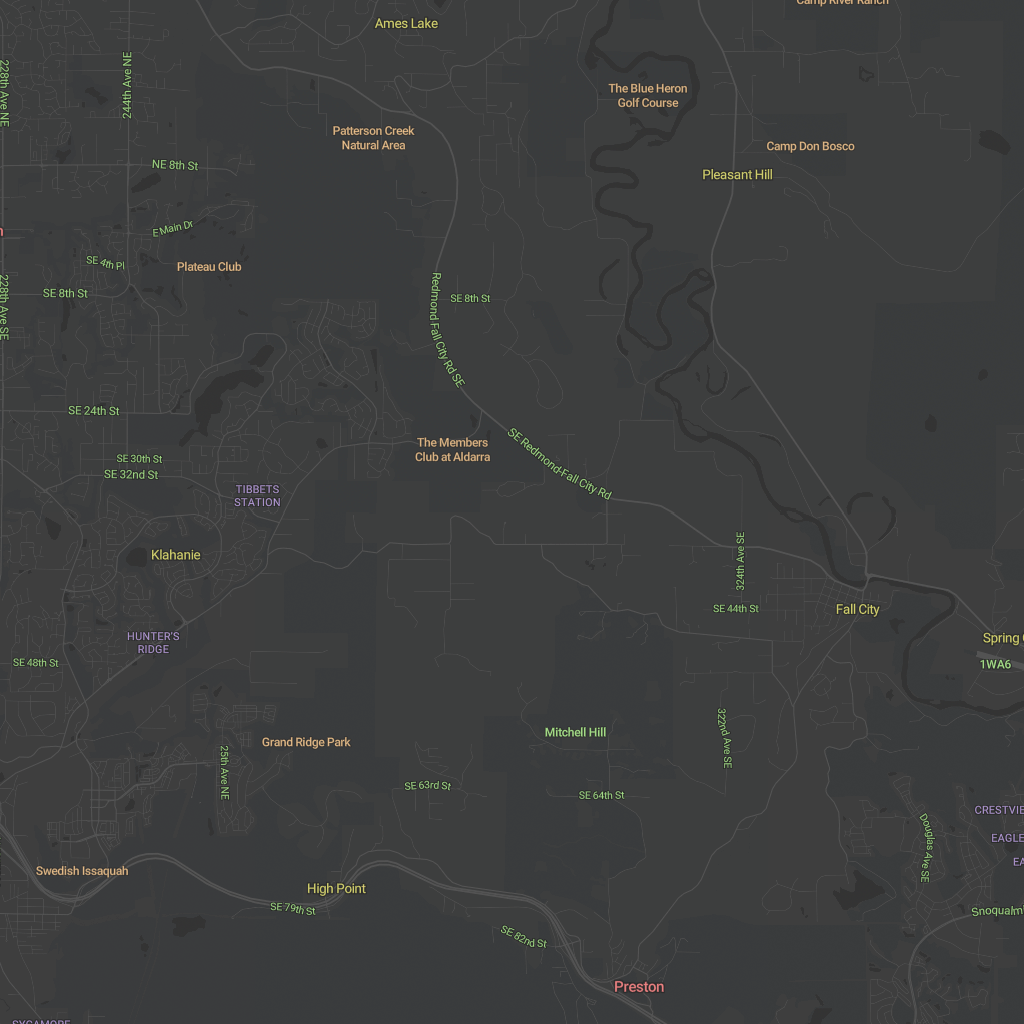 Camp River Ranch
Ames Lake
228th Ave NE
244th Ave NE
The Blue Heron
Golf Course
Patterson Creek
Natural Area
Camp Don Bosco
NE 8th St
Pleasant Hill
E Main Dr
SE 4th Pl
Plateau Club
SE 8th St
228th Ave SE
SE 8th St
Redmond Fall City Rd SE
SE 24th St
The Members
Club at Aldarra
SE Redmond-Fall City Rd
SE 30th St
SE 32nd St
TIBBETS
STATION
Klahanie
324th Ave SE
SE 44th St
Fall City
HUNTER'S
RIDGE
Spring
1WA6
SE 48th St
322nd Ave SE
Mitchell Hill
Grand Ridge Park
25th Ave NE
SE 63rd St
SE 64th St
CRESTVIE
Douglas Ave SE
EAGLE
EA
Swedish Issaquah
High Point
SE 79th St
Snoqualm
SE 82nd St
Preston
SYCAMORE